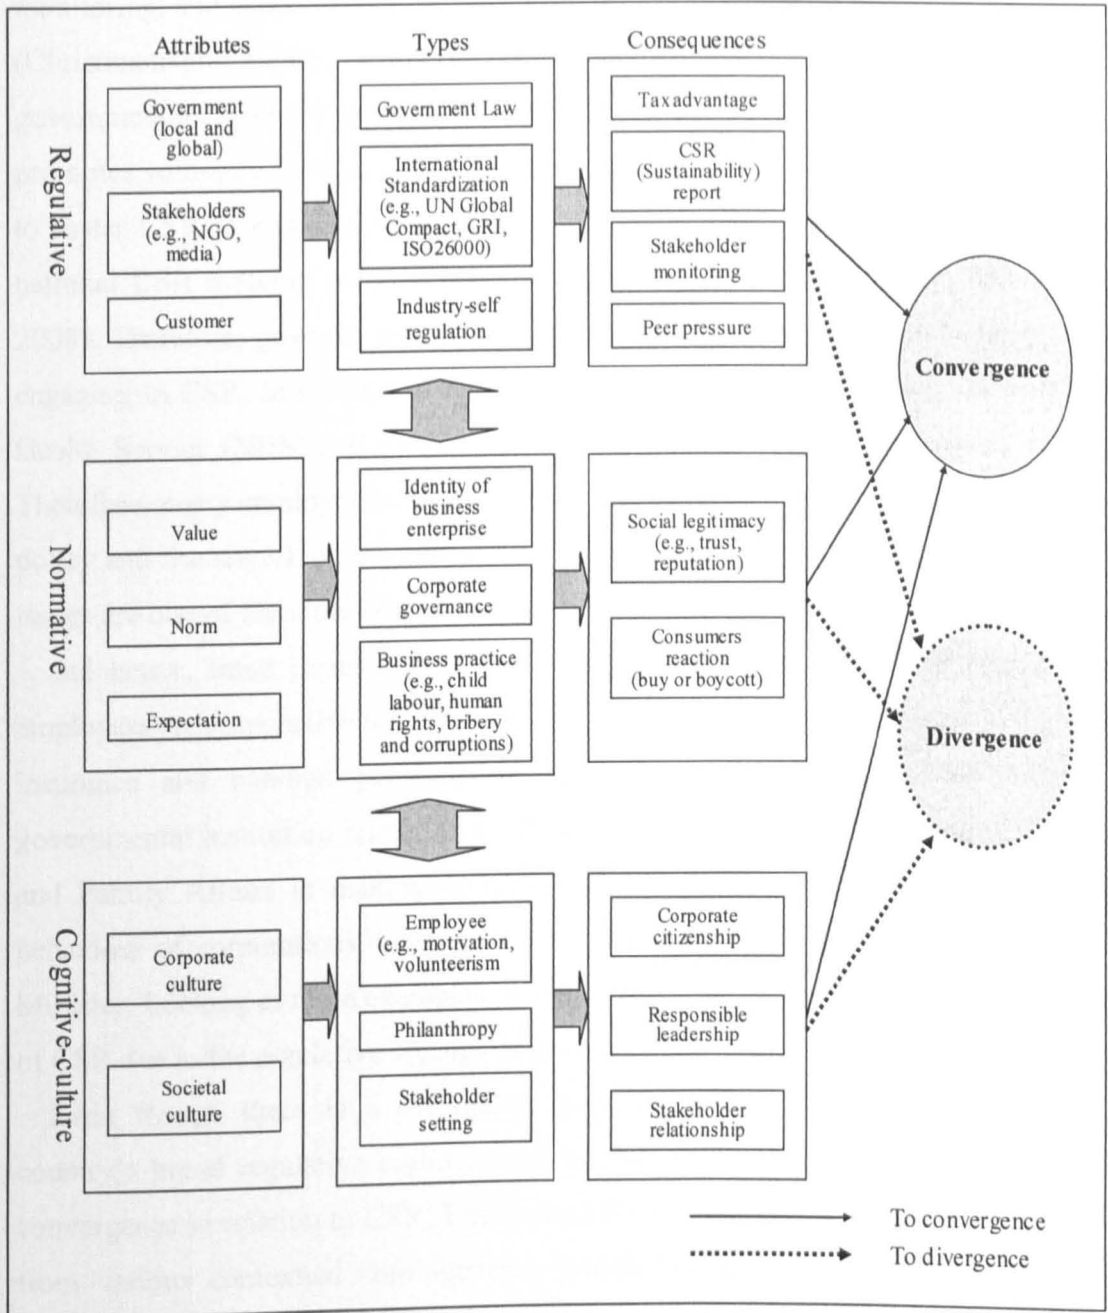 Attributes
Types
Consequences
Regulative
Government
(local and
global)
Stakeholders
(e.g., NGO,
media)
Customer
Government Law
International
Standardization
(e.g., UN Global
Compact, GRI,
ISO26000)
Industry-self
regulation
Tax advantage
CSR
(Sustainability)
report
Stakeholder
monitoring
Peer pressure
Convergence
Normative
Value
Norm
Expectation
Identity of
business
enterprise
Corporate
governance
Business practice
(e.g., child
labour, human
rights, bribery
and corruptions)
Social legitimacy
(e.g., trust,
reputation)
Consumers
reaction
(buy or boycott)
Divergence
Cognitive-culture
Corporate
culture
Societal
culture
Employee
(e.g., motivation,
volunteerism
Philanthropy
Stakeholder
setting
Corporate
citizenship
Responsible
leadership
Stakeholder
relationship
To convergence
To divergence